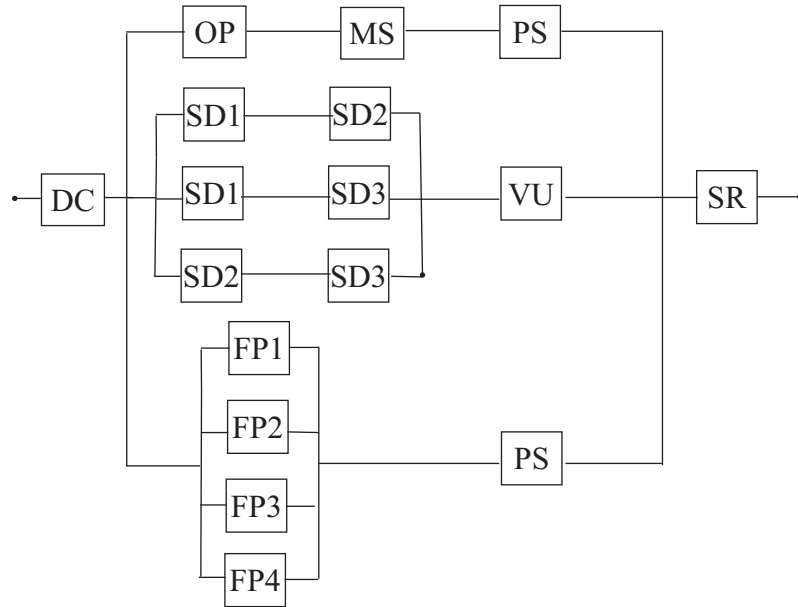 OP MS PS
SD1 SD2
DC SD1 SD3 VU SR
SD2 SD3
FP1
FP2 PS
FP3
FP4